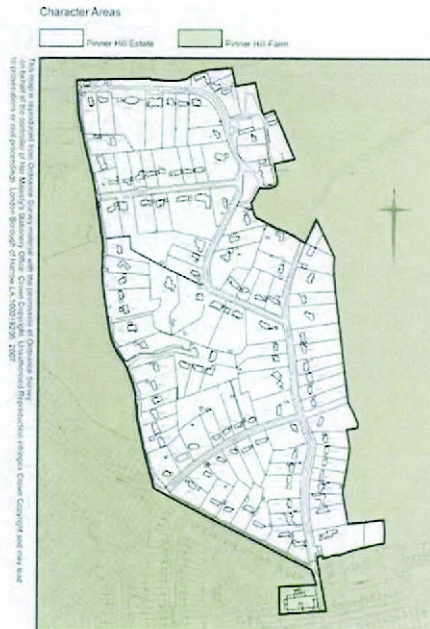 Character Areas
Pinner Hill Estate
Pinner Hill Farm
This map is reproduced from Ordnance Survey material with the permission of Ordnance Survey
on behalf of the controller of Her Majesty's Stationery Office. Crown Copyright. Unauthorised Reproduction infringes Crown Copyright and may lead
to prosecutions or civil proceedings. London Borough of Harrow LA. 2007